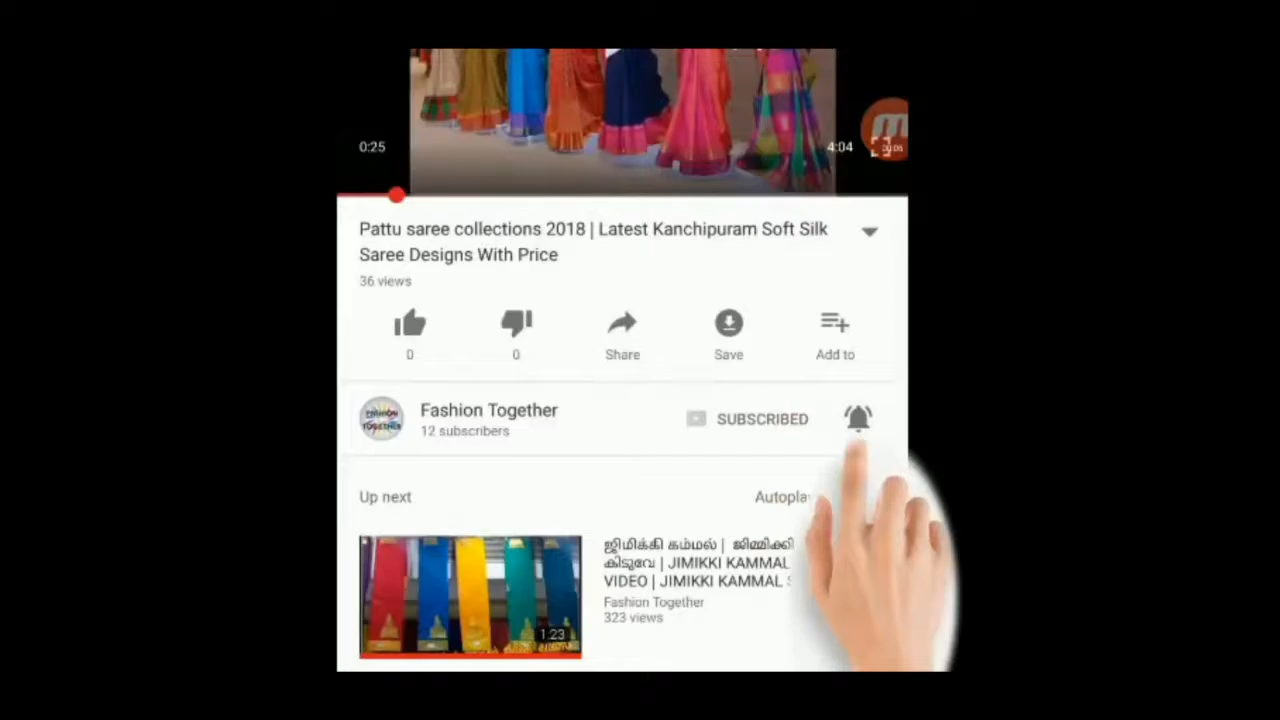 0:25
4:04
Pattu saree collections 2018 | Latest Kanchipuram Soft Silk
Saree Designs With Price
36 views
0
0
Share
Save
Add to
FASHION
TOGETHER
Fashion Together
12 subscribers
SUBSCRIBED
Up next
ஜிமிக்கி கம்மல் | ജിമ്മിക്കി
JIMIKKI KAMMAL
VIDEO | JIMIKKI KAMMAL
Fashion Together
323 views
1:23